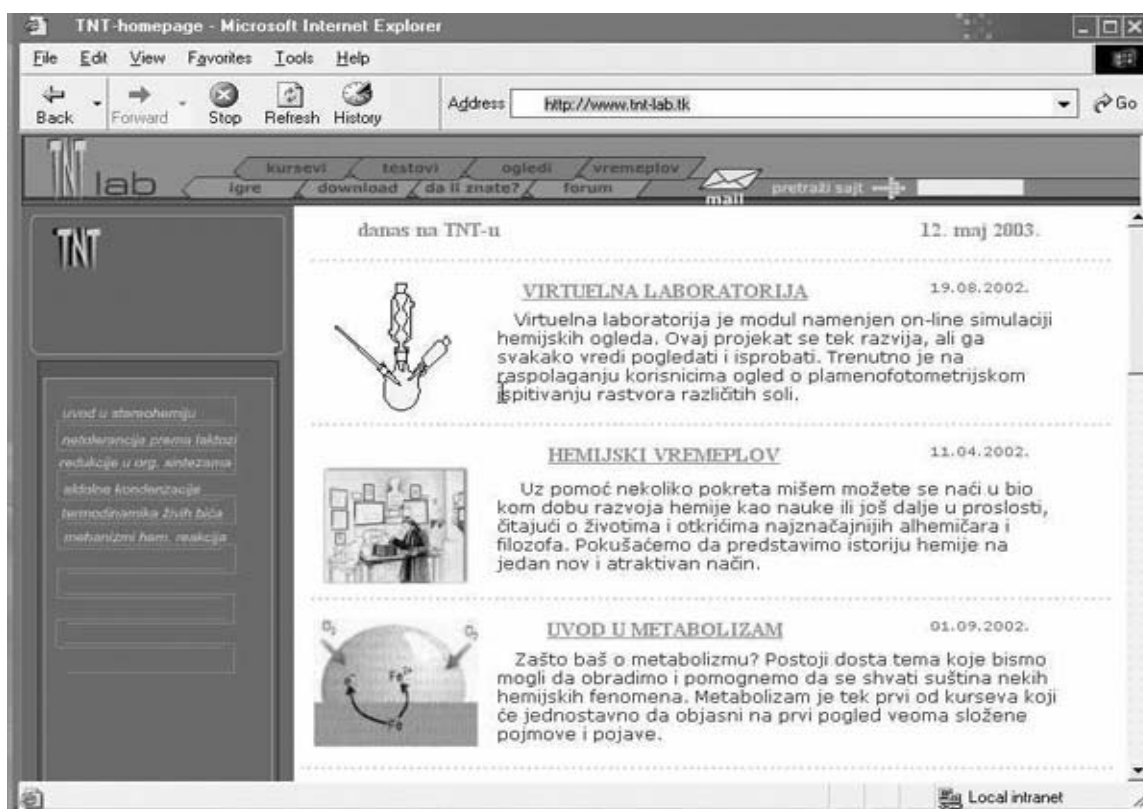 TNT-homepage - Microsoft Internet Explorer
File Edit View Favorites Tools Help
Back Forward Stop Refresh History Address http://www.tnt-lab.tk Go
TNT lab
kursevi testovi ogledi vremeplov
igre download da li znate? forum mail pretraži sajt
TNT
uvod u stereohemiju
netolerancija prema laktozi
redukcije u org. sintezama
aldolne kondenzacije
termodinamika živih bića
mehanizmi hem. reakcija
danas na TNT-u 12. maj 2003.
VIRTUELNA LABORATORIJA 19.08.2002.
Virtuelna laboratorija je modul namenjen on-line simulaciji
hemijskih ogleda. Ovaj projekat se tek razvija, ali ga
svakako vredi pogledati i isprobati. Trenutno je na
raspolaganju korisnicima ogled o plamenofotometrijskom
ispitivanju rastvora različitih soli.
HEMIJSKI VREMEPLOV 11.04.2002.
Uz pomoć nekoliko pokreta mišem možete se naći u bio
kom dobu razvoja hemije kao nauke ili još dalje u proslosti,
čitajući o životima i otkrićima najznačajnijih alhemičara i
filozofa. Pokušaćemo da predstavimo istoriju hemije na
jedan nov i atraktivan način.
O₂ O₂
e⁻ Fe²⁺
Fe
UVOD U METABOLIZAM 01.09.2002.
Zašto baš o metabolizmu? Postoji dosta tema koje bismo
mogli da obradimo i pomognemo da se shvati suština nekih
hemijskih fenomena. Metabolizam je tek prvi od kurseva koji
će jednostavno da objasni na prvi pogled veoma složene
pojmove i pojave.
Local intranet